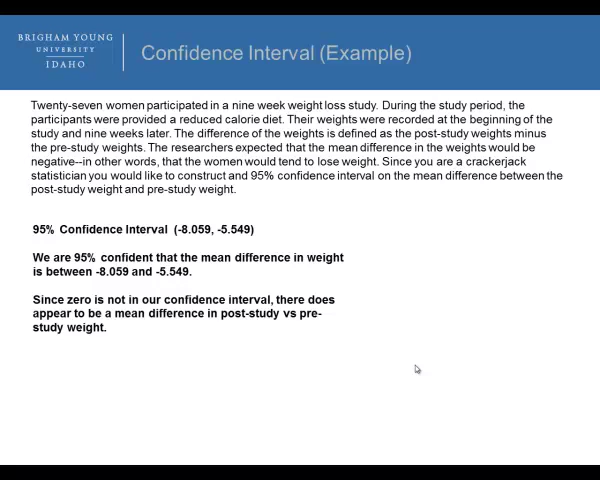 BRIGHAM YOUNG
UNIVERSITY
IDAHO
Confidence Interval (Example)
Twenty-seven women participated in a nine week weight loss study. During the study period, the
participants were provided a reduced calorie diet. Their weights were recorded at the beginning of the
study and nine weeks later. The difference of the weights is defined as the post-study weights minus
the pre-study weights. The researchers expected that the mean difference in the weights would be
negative--in other words, that the women would tend to lose weight. Since you are a crackerjack
statistician you would like to construct and 95% confidence interval on the mean difference between the
post-study weight and pre-study weight.
95% Confidence Interval (-8.059, -5.549)
We are 95% confident that the mean difference in weight
is between -8.059 and -5.549.
Since zero is not in our confidence interval, there does
appear to be a mean difference in post-study vs pre-
study weight.